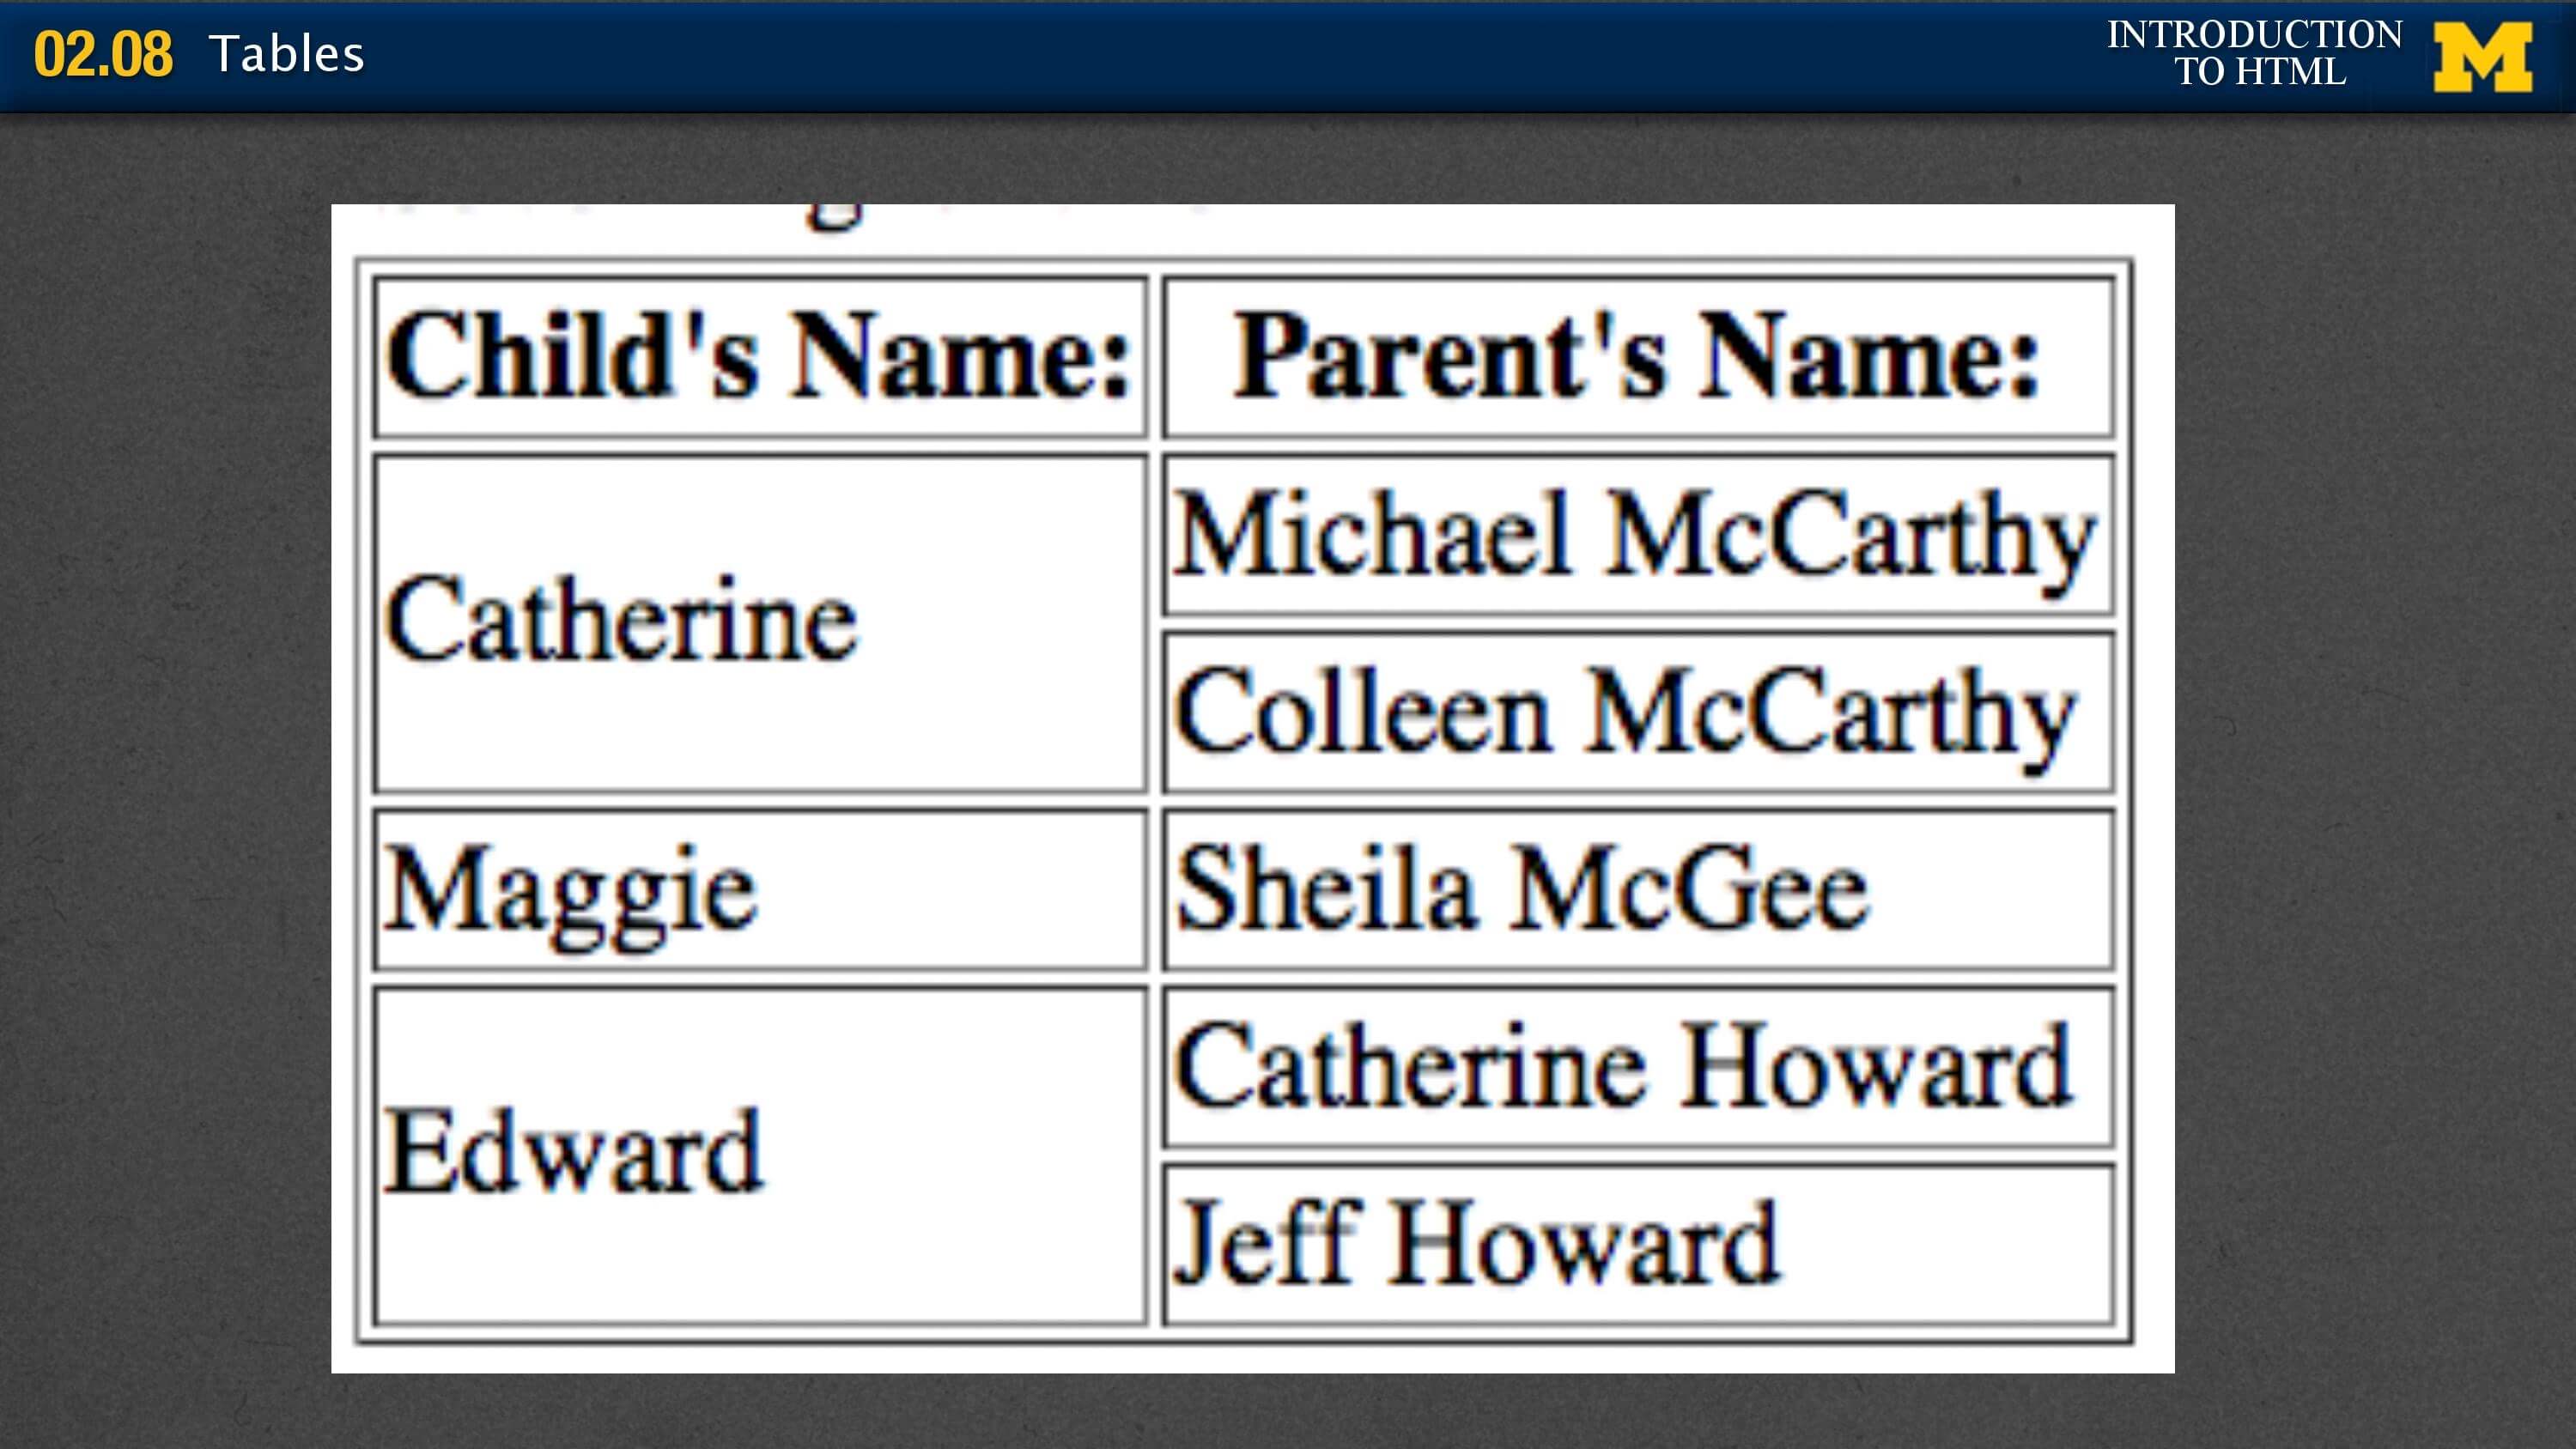 02.08 Tables
INTRODUCTION
TO HTML
Child's Name: Parent's Name:
Catherine
Michael McCarthy
Colleen McCarthy
Maggie Sheila McGee
Edward
Catherine Howard
Jeff Howard